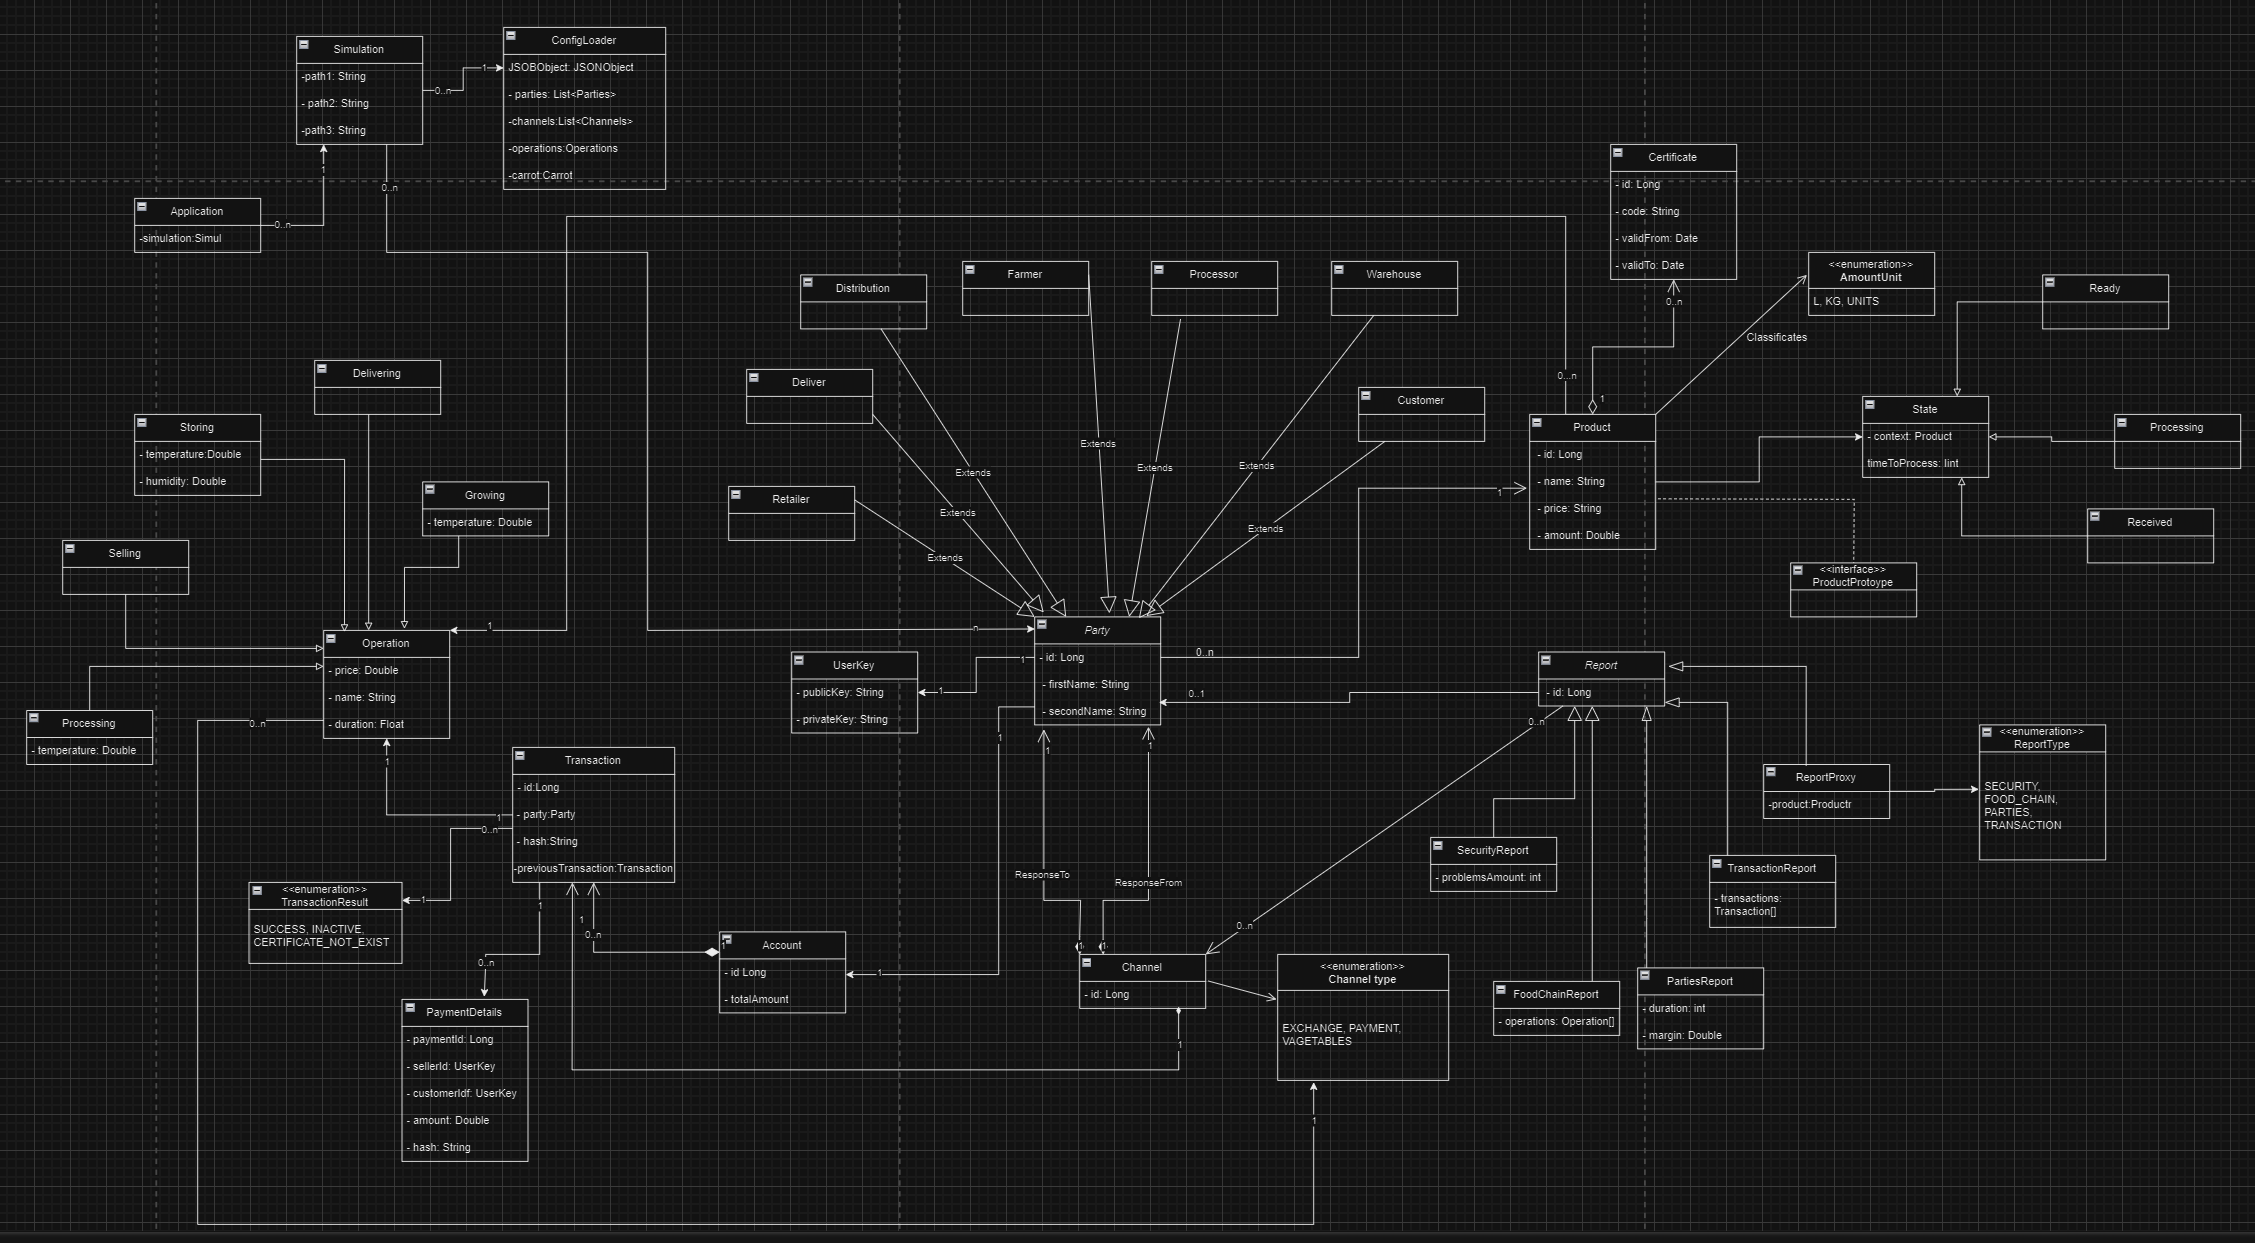 Simulation
-path1: String
- path2: String
-path3: String
ConfigLoader
JSOBObject: JSONObject
- parties: List<Parties>
-channels:List<Channels>
-operations:Operations
-carrot:Carrot
0..n
1
1
0..n
Application
-simulation:Simul
0..n
Certificate
- id: Long
- code: String
- validFrom: Date
- validTo: Date
0..n
<<enumeration>>
AmountUnit
L, KG, UNITS
Classificates
Ready
Distribution
Farmer
Processor
Warehouse
Deliver
Customer
Retailer
Extends
Extends
Extends
Extends
Extends
Extends
Extends
0...n
1
Product
- id: Long
- name: String
- price: String
- amount: Double
State
- context: Product
timeToProcess: Iint
Processing
Received
<<interface>>
ProductProtoype
Delivering
Storing
- temperature:Double
- humidity: Double
Growing
- temperature: Double
Selling
Processing
- temperature: Double
Operation
- price: Double
- name: String
- duration: Float
1
n
0..n
1
Party
- id: Long
- firstName: String
- secondName: String
1
0..n
1
1
0..1
1
UserKey
- publicKey: String
- privateKey: String
Report
- id: Long
0..n
ReportProxy
-product:Productr
<<enumeration>>
ReportType
SECURITY,
FOOD_CHAIN,
PARTIES,
TRANSACTION
Transaction
- id:Long
- party:Party
- hash:String
-previousTransaction:Transaction
1
1
0..n
1
<<enumeration>>
TransactionResult
SUCCESS, INACTIVE,
CERTIFICATE_NOT_EXIST
1
0..n
1
0..n
1
Account
- id Long
- totalAmount
1
PaymentDetails
- paymentId: Long
- sellerId: UserKey
- customerIdf: UserKey
- amount: Double
- hash: String
1
1
ResponseTo
ResponseFrom
1
1
Channel
- id: Long
1
0..n
<<enumeration>>
Channel type
EXCHANGE, PAYMENT,
VAGETABLES
1
SecurityReport
- problemsAmount: int
TransactionReport
- transactions:
Transaction[]
FoodChainReport
- operations: Operation[]
PartiesReport
- duration: int
- margin: Double